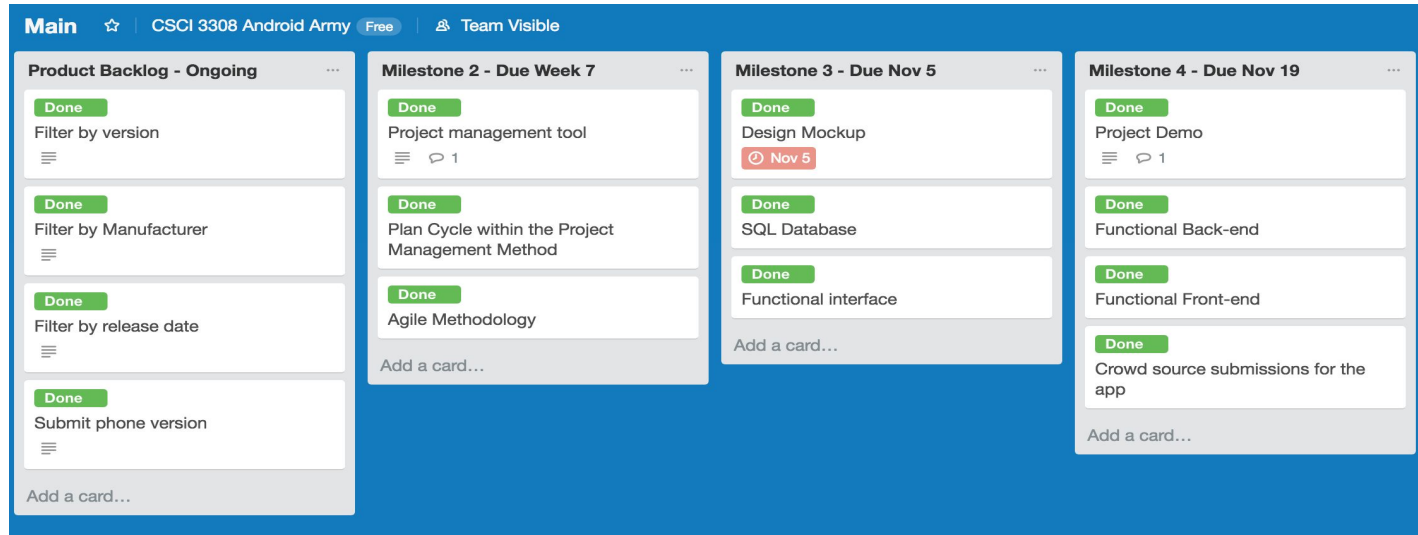 Main CSCI 3308 Android Army Free Team Visible
Product Backlog - Ongoing
Done
Filter by version
Done
Filter by Manufacturer
Done
Filter by release date
Done
Submit phone version
Add a card…
Milestone 2 - Due Week 7
Done
Project management tool
1
Done
Plan Cycle within the Project
Management Method
Done
Agile Methodology
Add a card…
Milestone 3 - Due Nov 5
Done
Design Mockup
Nov 5
Done
SQL Database
Done
Functional interface
Add a card…
Milestone 4 - Due Nov 19
Done
Project Demo
1
Done
Functional Back-end
Done
Functional Front-end
Done
Crowd source submissions for the
app
Add a card…